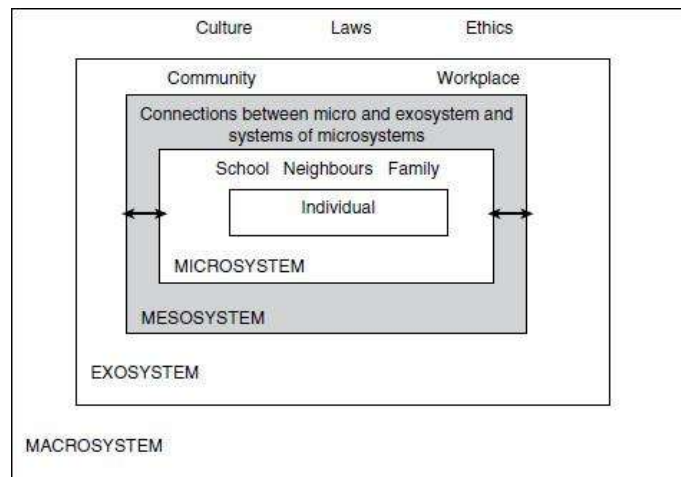 Culture Laws Ethics
Community Workplace
Connections between micro and exosystem and
systems of microsystems
School Neighbours Family
Individual
MICROSYSTEM
MESOSYSTEM
EXOSYSTEM
MACROSYSTEM